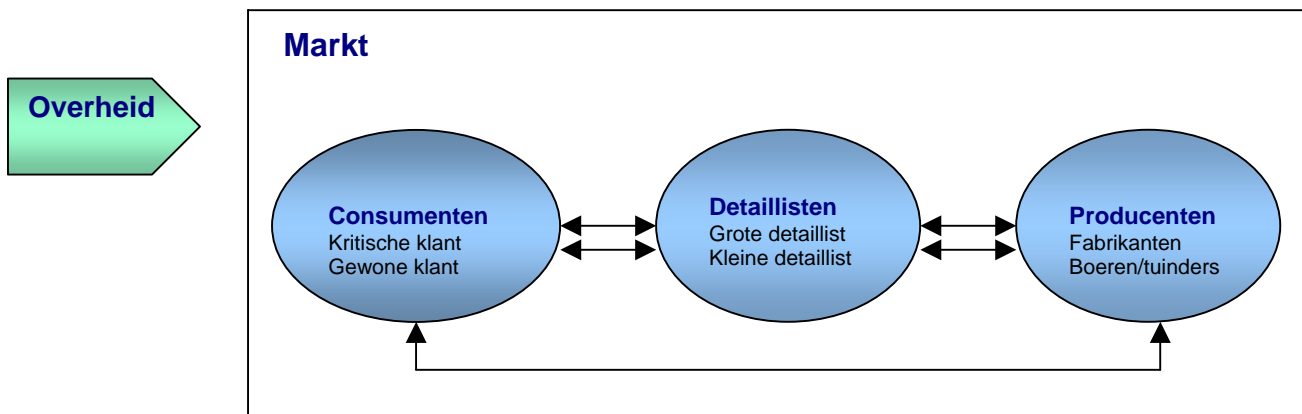 Markt
Overheid
Consumenten
Kritische klant
Gewone klant
Detaillisten
Grote detaillist
Kleine detaillist
Producenten
Fabrikanten
Boeren/tuinders